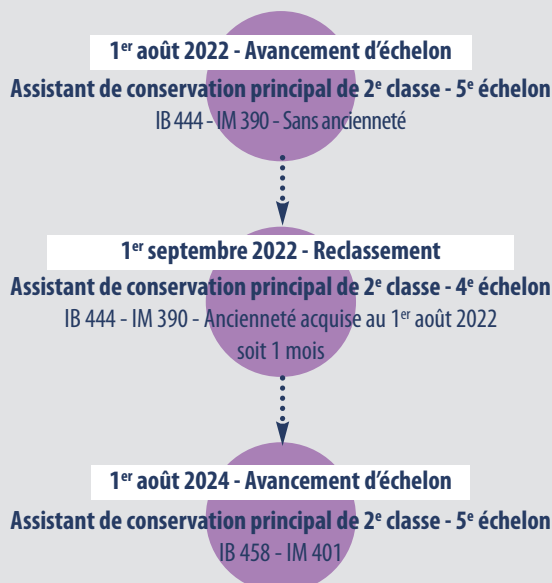 1er août 2022 - Avancement d'échelon
Assistant de conservation principal de 2e classe - 5e échelon
IB 444 - IM 390 - Sans ancienneté
1er septembre 2022 - Reclassement
Assistant de conservation principal de 2e classe - 4e échelon
IB 444 - IM 390 - Ancienneté acquise au 1er août 2022
soit 1 mois
1er août 2024 - Avancement d'échelon
Assistant de conservation principal de 2e classe - 5e échelon
IB 458 - IM 401